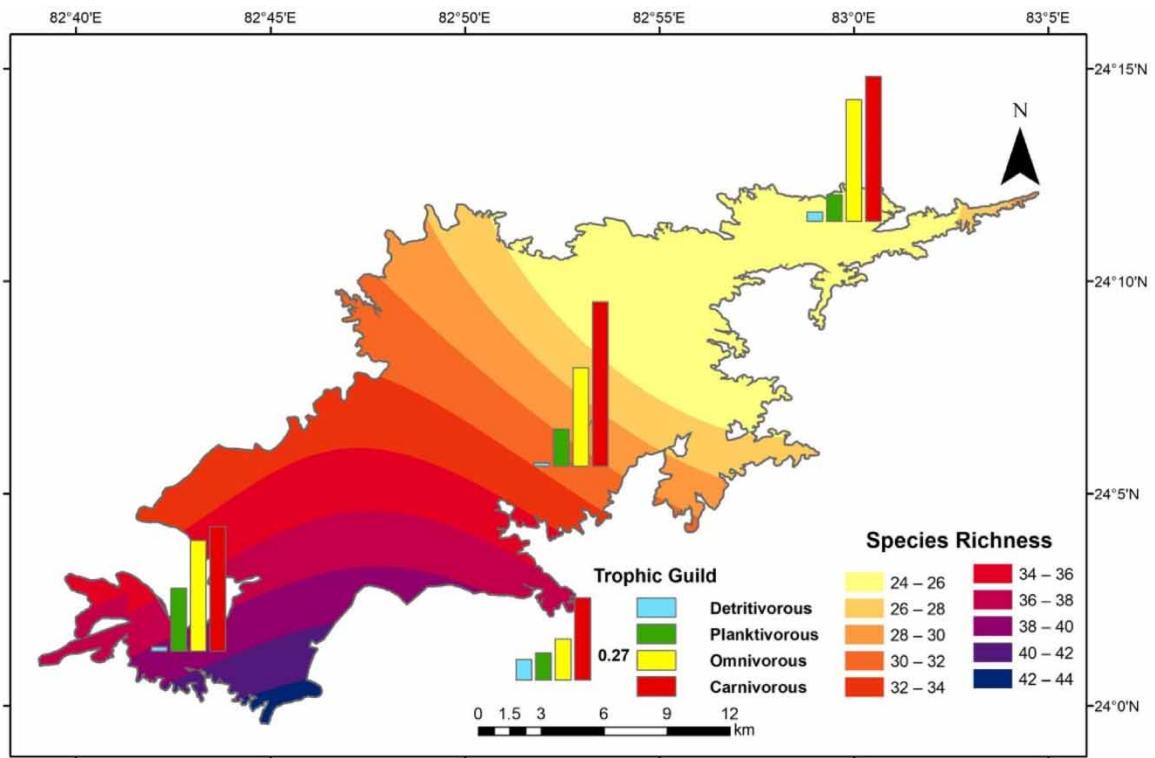 82°40'E 82°45'E 82°50'E 82°55'E 83°0'E 83°5'E
24°15'N
N
24°10'N
24°5'N
Species Richness
24 – 26
26 – 28
28 – 30
30 – 32
32 – 34
34 – 36
36 – 38
38 – 40
40 – 42
42 – 44
Trophic Guild
Detritivorous
Planktivorous
0.27
Omnivorous
Carnivorous
24°0'N
0 1.5 3 6 9 12
km